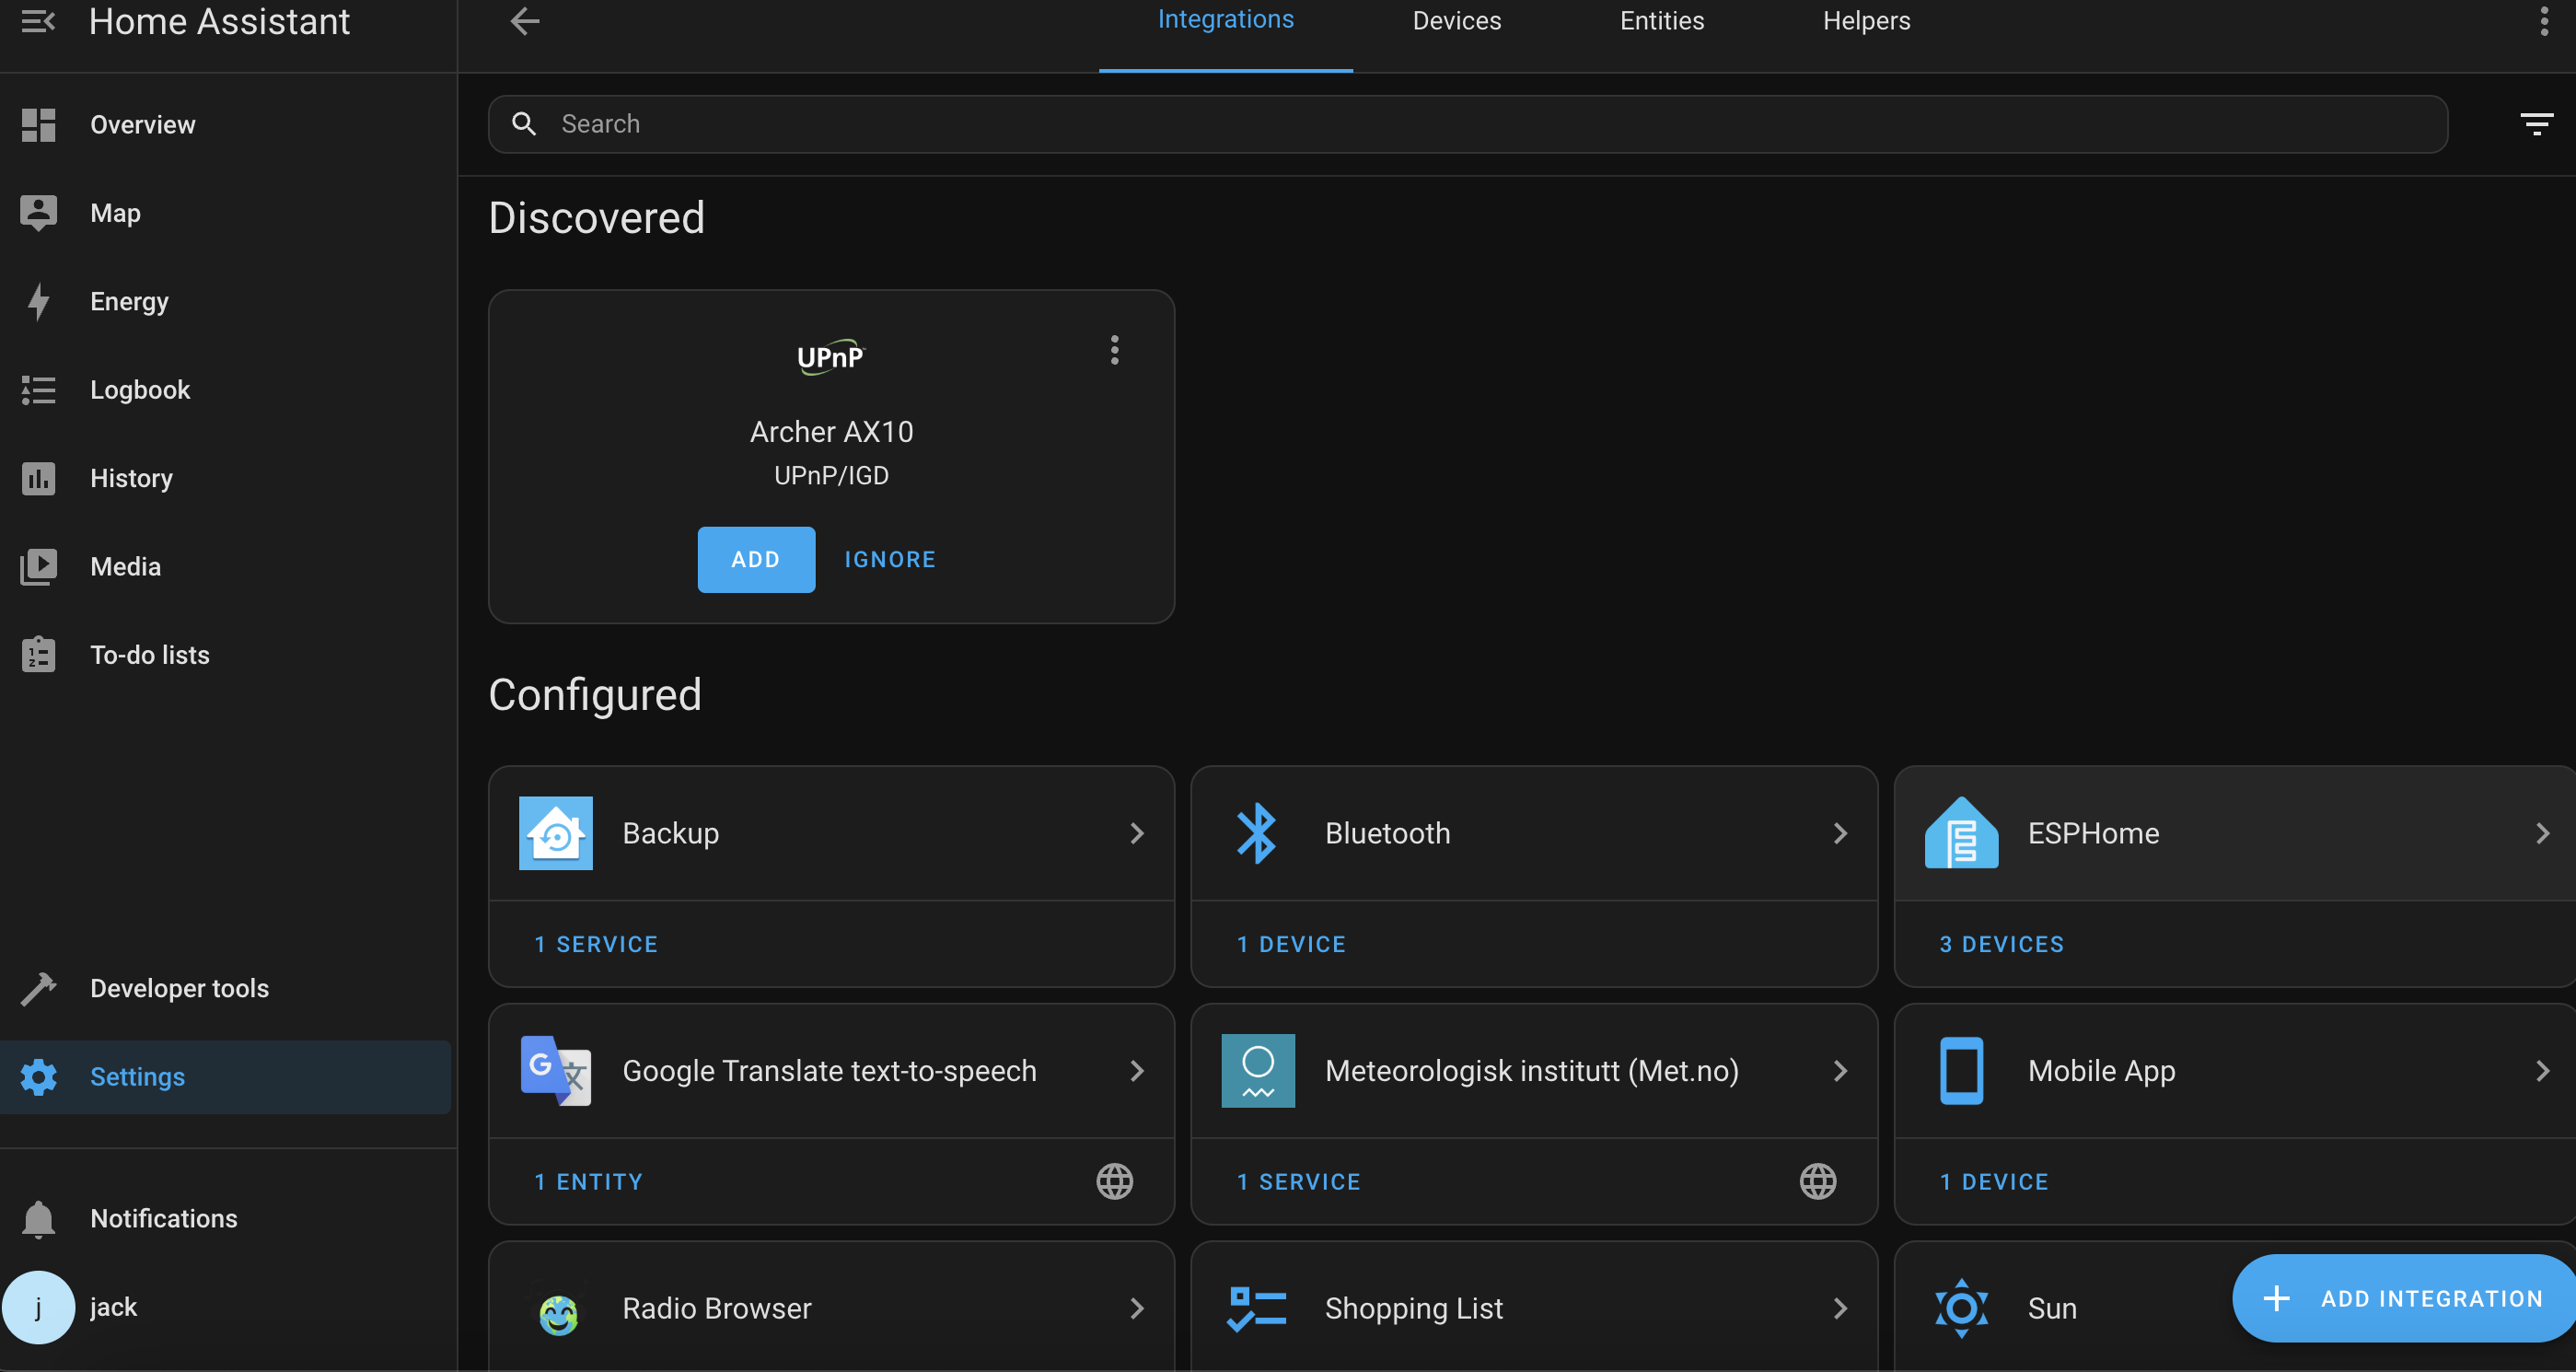 Home Assistant
Integrations
Devices
Entities
Helpers
Overview
Map
Energy
Logbook
History
Media
To-do lists
Developer tools
Settings
Notifications
j
jack
Search
Discovered
UPnP
Archer AX10
UPnP/IGD
ADD
IGNORE
Configured
Backup
1 SERVICE
Bluetooth
1 DEVICE
ESPHome
3 DEVICES
Google Translate text-to-speech
1 ENTITY
Meteorologisk institutt (Met.no)
1 SERVICE
Mobile App
1 DEVICE
Radio Browser
Shopping List
Sun
ADD INTEGRATION